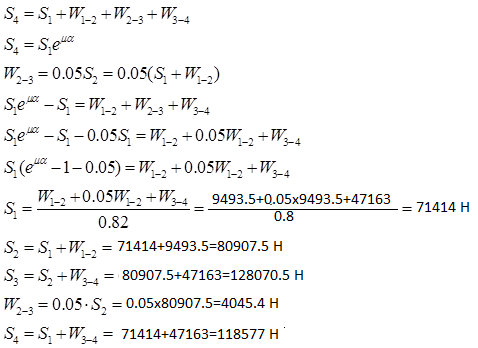 S₄ = S₁ + W₁₋₂ + W₂₋₃ + W₃₋₄
S₄ = S₁e^{μα}
W₂₋₃ = 0.05S₂ = 0.05(S₁ + W₁₋₂)
S₁e^{μα} − S₁ = W₁₋₂ + W₂₋₃ + W₃₋₄
S₁e^{μα} − S₁ − 0.05S₁ = W₁₋₂ + 0.05W₁₋₂ + W₃₋₄
S₁(e^{μα} − 1 − 0.05) = W₁₋₂ + 0.05W₁₋₂ + W₃₋₄
S₁ = (W₁₋₂ + 0.05W₁₋₂ + W₃₋₄)/0.82 = (9493.5+0.05x9493.5+47163)/0.8 = 71414 H
S₂ = S₁ + W₁₋₂ = 71414+9493.5=80907.5 H
S₃ = S₂ + W₃₋₄ = 80907.5+47163=128070.5 H
W₂₋₃ = 0.05 · S₂ = 0.05x80907.5=4045.4 H
S₄ = S₁ + W₃₋₄ = 71414+47163=118577 H